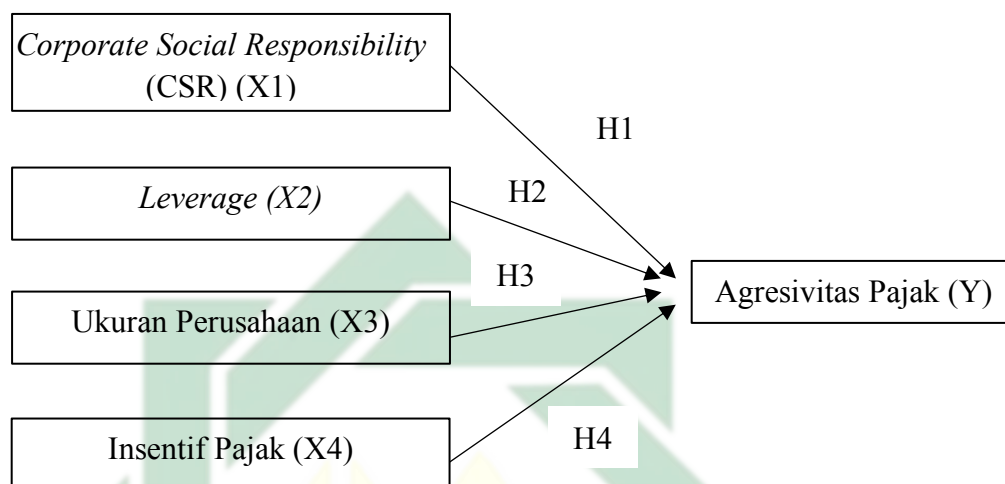 Corporate Social Responsibility
(CSR) (X1)
H1
Leverage (X2)
H2
H3
Ukuran Perusahaan (X3)
Agresivitas Pajak (Y)
Insentif Pajak (X4)
H4